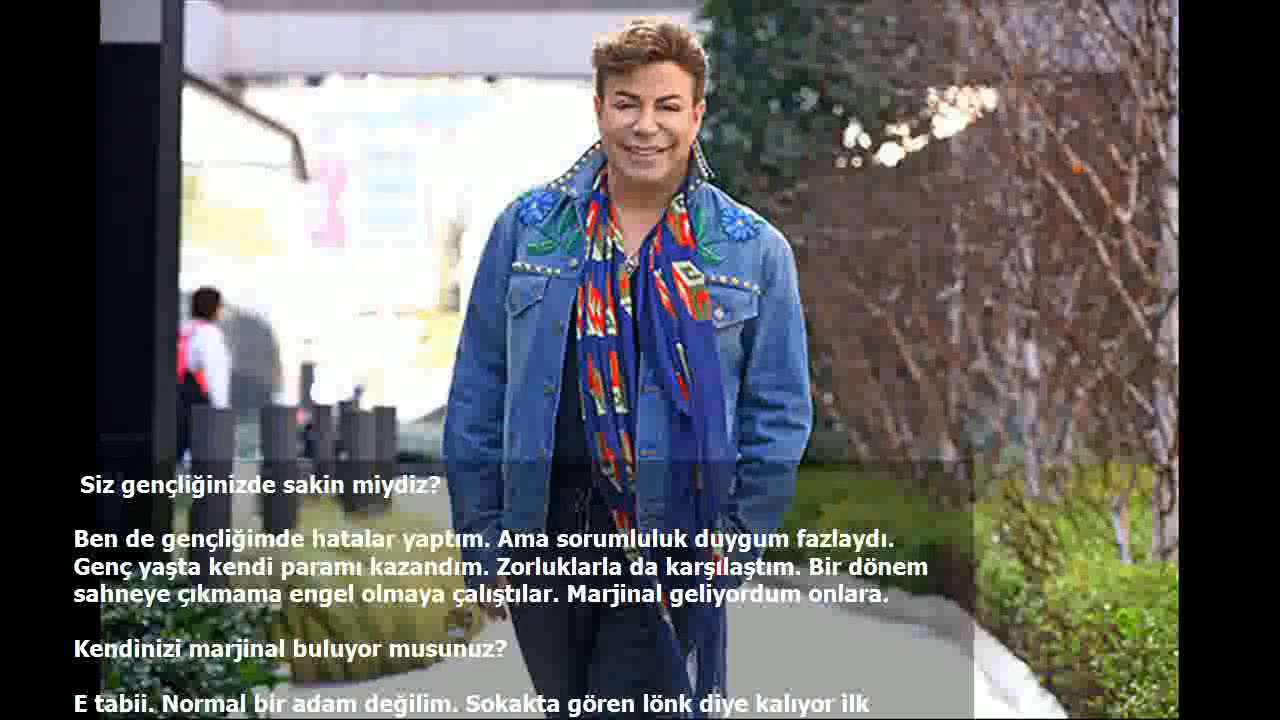 Siz gençliğinizde sakin miydiz?
Ben de gençliğimde hatalar yaptım. Ama sorumluluk duygum fazlaydı.
Genç yaşta kendi paramı kazandım. Zorluklarla da karşılaştım. Bir dönem
sahneye çıkmama engel olmaya çalıştılar. Marjinal geliyordum onlara.
Kendinizi marjinal buluyor musunuz?
E tabii. Normal bir adam değilim. Sokakta gören lönk diye kalıyor ilk